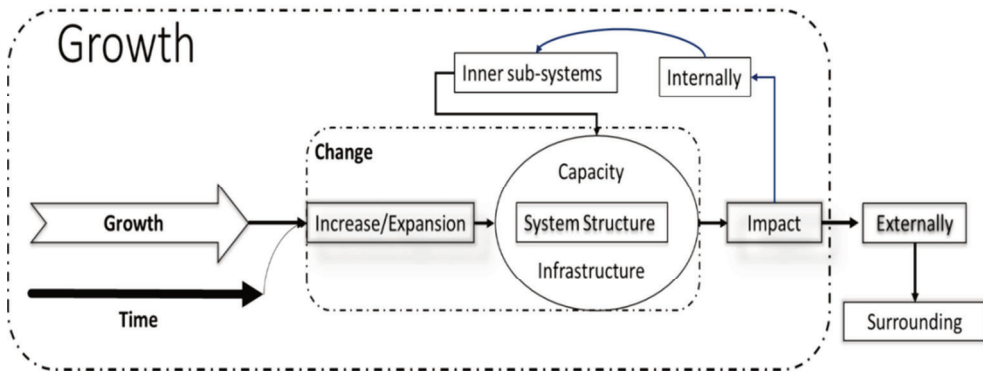 Growth
Inner sub-systems
Internally
Change
Capacity
Growth
Increase/Expansion
System Structure
Impact
Externally
Infrastructure
Time
Surrounding